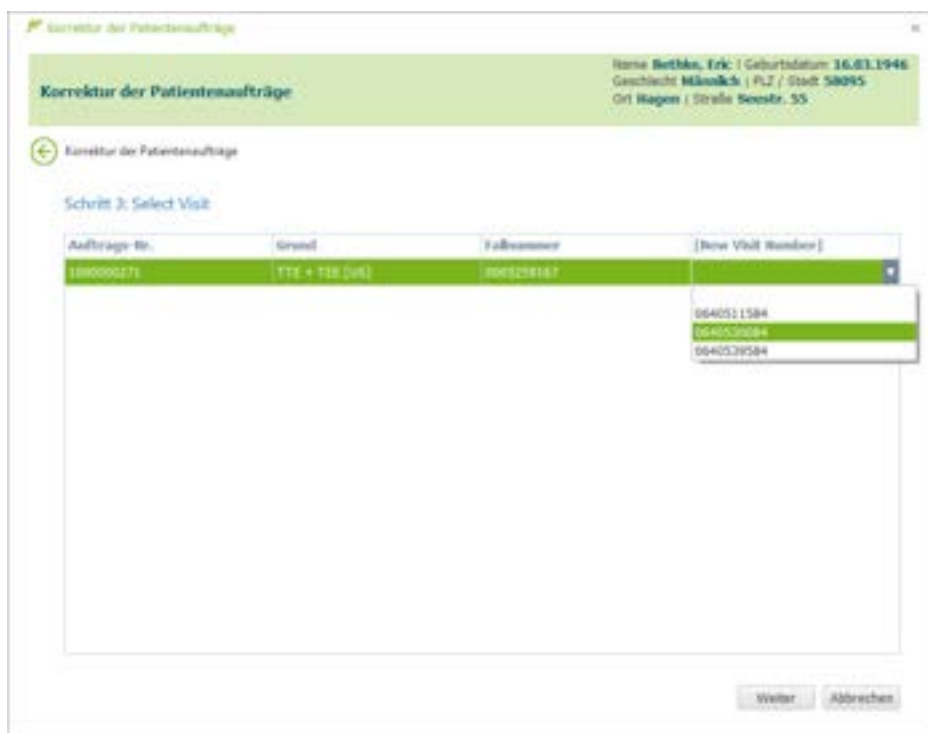 Korrektur der Patientenaufträge
Name Bethke, Eric | Geburtsdatum 16.03.1946
Geschlecht Männlich | PLZ / Stadt 58095
Ort Hagen | Straße Seestr. 55
Korrektur der Patientenaufträge
Korrektur der Patientenaufträge
Schritt 3: Select Visit
Auftrags-Nr. Grund Fallnummer [New Visit Number]
TTE + TEE [US]
0640511584
0640539584
Weiter Abbrechen